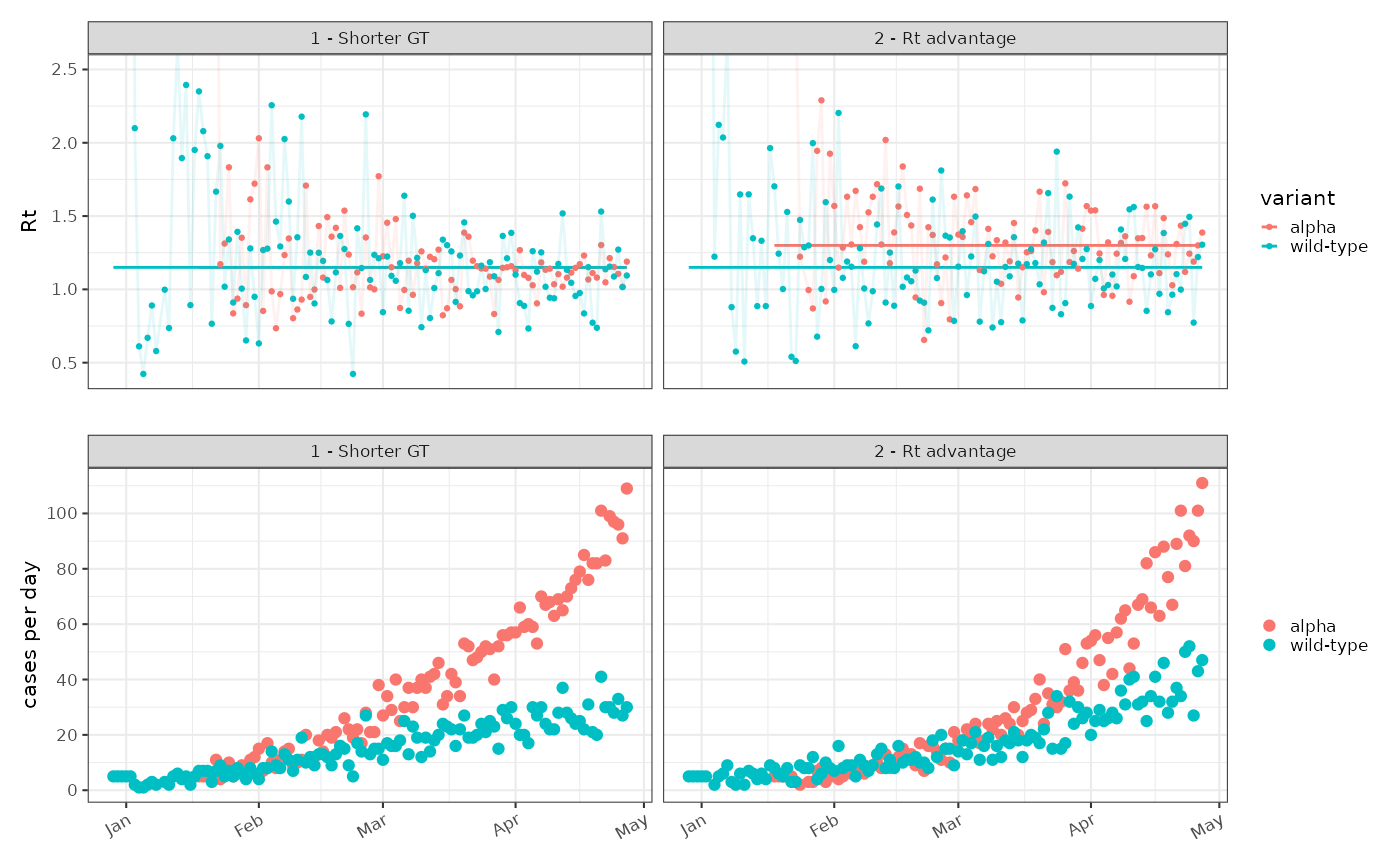 1 - Shorter GT
2 - Rt advantage
Rt
2.5
2.0
1.5
1.0
0.5
variant
alpha
wild-type
1 - Shorter GT
2 - Rt advantage
cases per day
100
80
60
40
20
0
alpha
wild-type
Jan
Feb
Mar
Apr
May
Jan
Feb
Mar
Apr
May